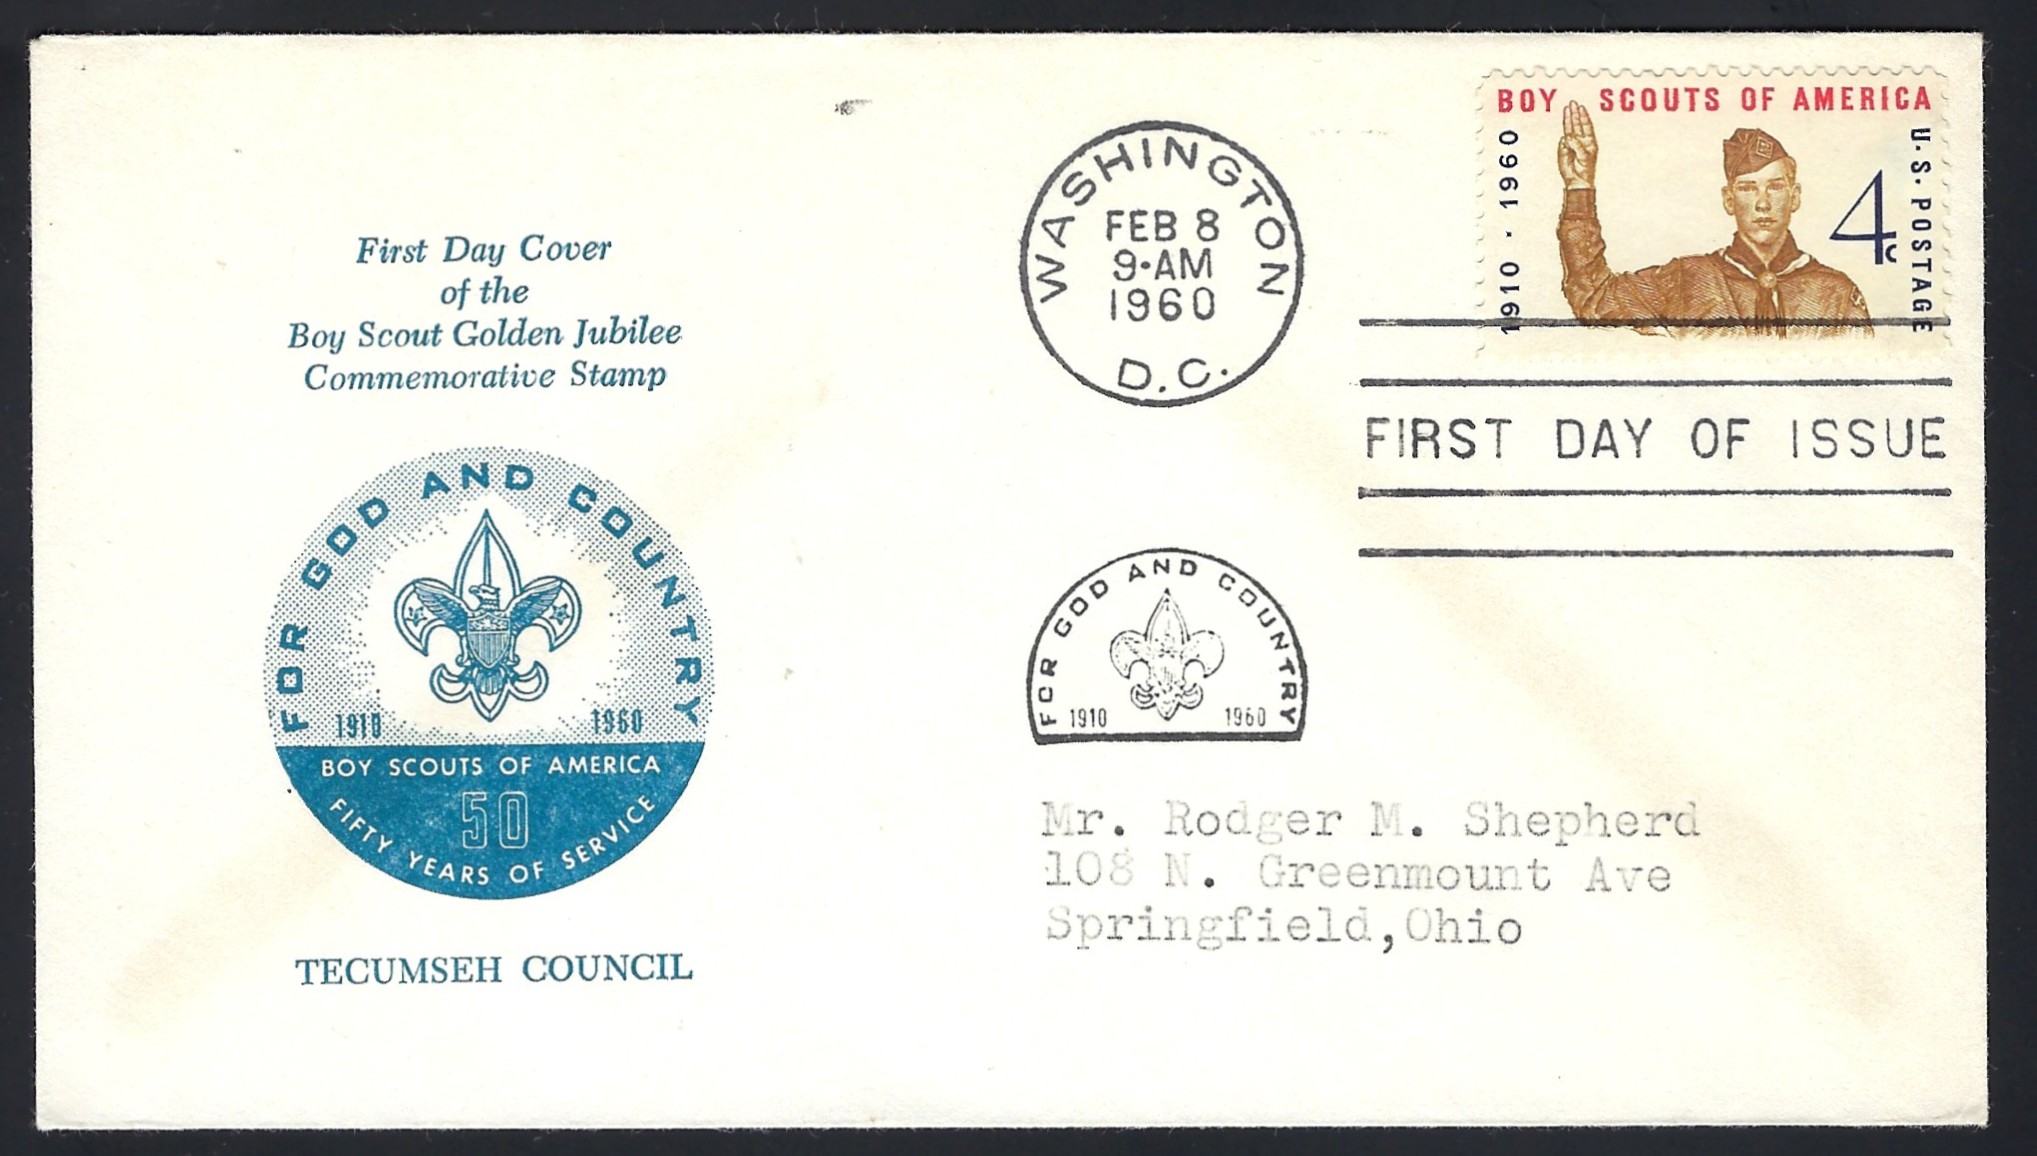 First Day Cover
of the
Boy Scout Golden Jubilee
Commemorative Stamp
FOR GOD AND COUNTRY
1910 1960
BOY SCOUTS OF AMERICA
50
FIFTY YEARS OF SERVICE
TECUMSEH COUNCIL
WASHINGTON
FEB 8
9·AM
1960
D.C.
BOY SCOUTS OF AMERICA
1910 · 1960
4c
U.S. POSTAGE
FIRST DAY OF ISSUE
FOR GOD AND COUNTRY
1910 1960
Mr. Rodger M. Shepherd
108 N. Greenmount Ave
Springfield,Ohio